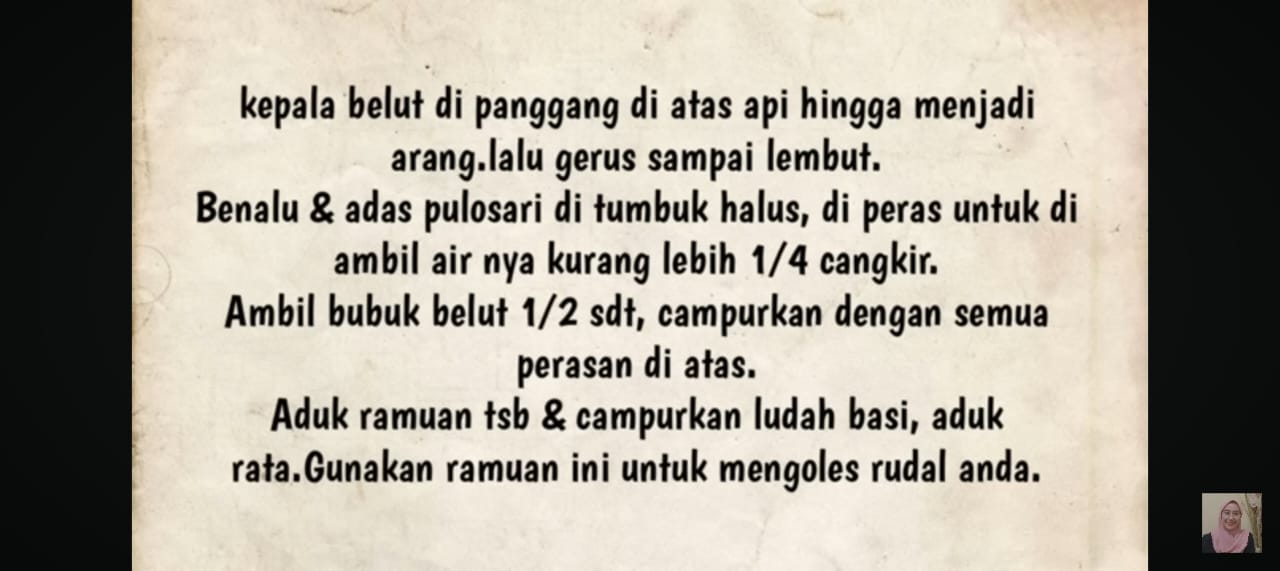 kepala belut di panggang di atas api hingga menjadi
arang.lalu gerus sampai lembut.
Benalu & adas pulosari di tumbuk halus, di peras untuk di
ambil air nya kurang lebih 1/4 cangkir.
Ambil bubuk belut 1/2 sdt, campurkan dengan semua
perasan di atas.
Aduk ramuan tsb & campurkan ludah basi, aduk
rata.Gunakan ramuan ini untuk mengoles rudal anda.